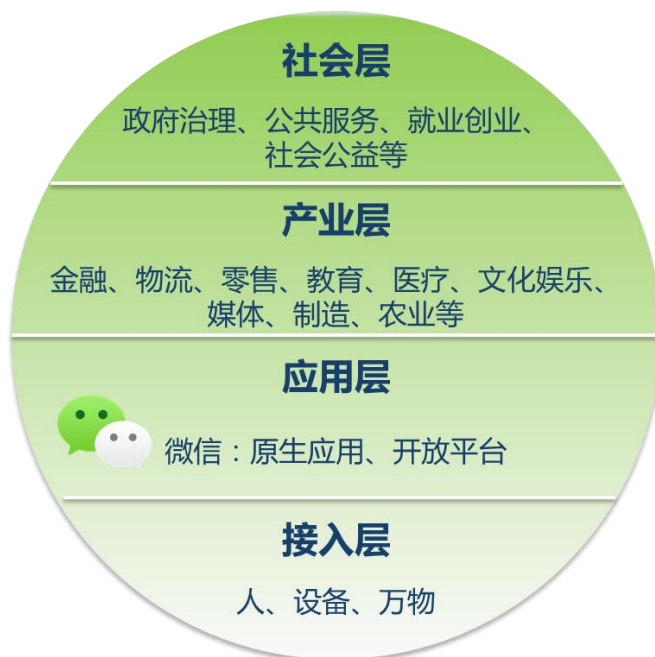 社会层
政府治理、公共服务、就业创业、
社会公益等
产业层
金融、物流、零售、教育、医疗、文化娱乐、
媒体、制造、农业等
应用层
微信：原生应用、开放平台
接入层
人、设备、万物